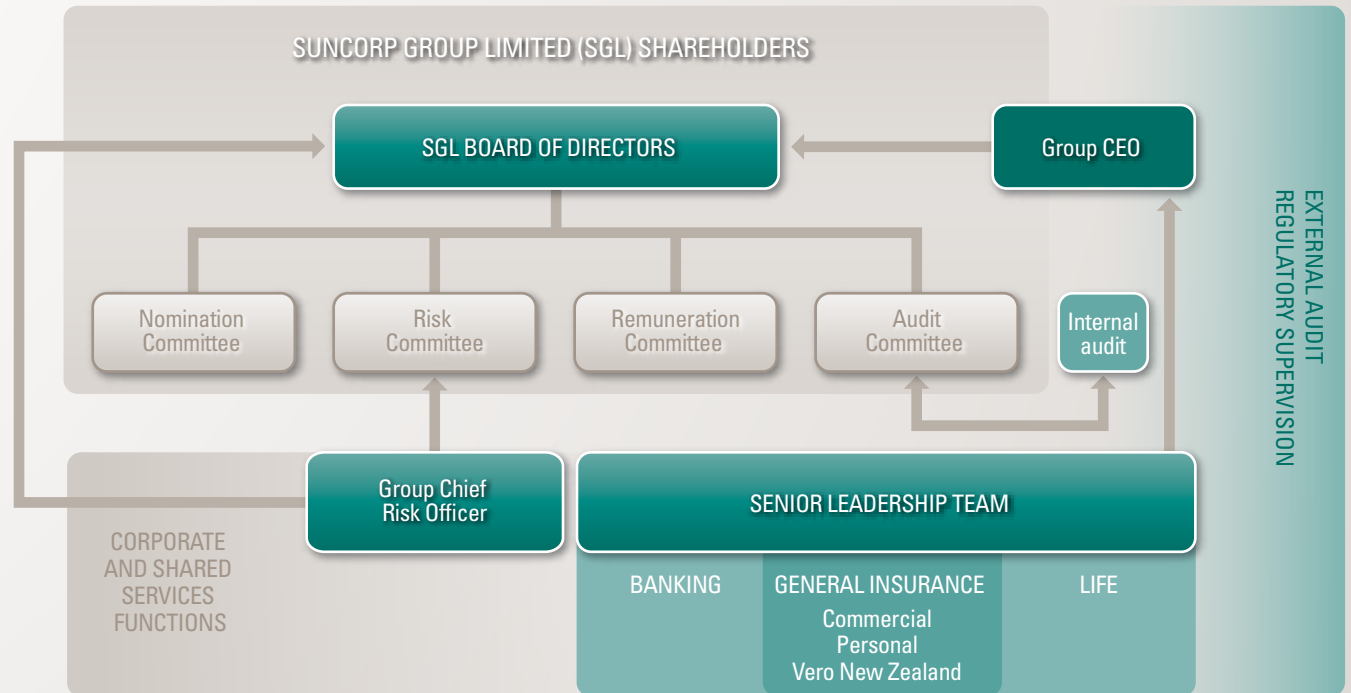 SUNCORP GROUP LIMITED (SGL) SHAREHOLDERS
SGL BOARD OF DIRECTORS
Group CEO
Nomination
Committee
Risk
Committee
Remuneration
Committee
Audit
Committee
Internal
audit
EXTERNAL AUDIT
REGULATORY SUPERVISION
Group Chief
Risk Officer
SENIOR LEADERSHIP TEAM
CORPORATE
AND SHARED
SERVICES
FUNCTIONS
BANKING
GENERAL INSURANCE
Commercial
Personal
Vero New Zealand
LIFE